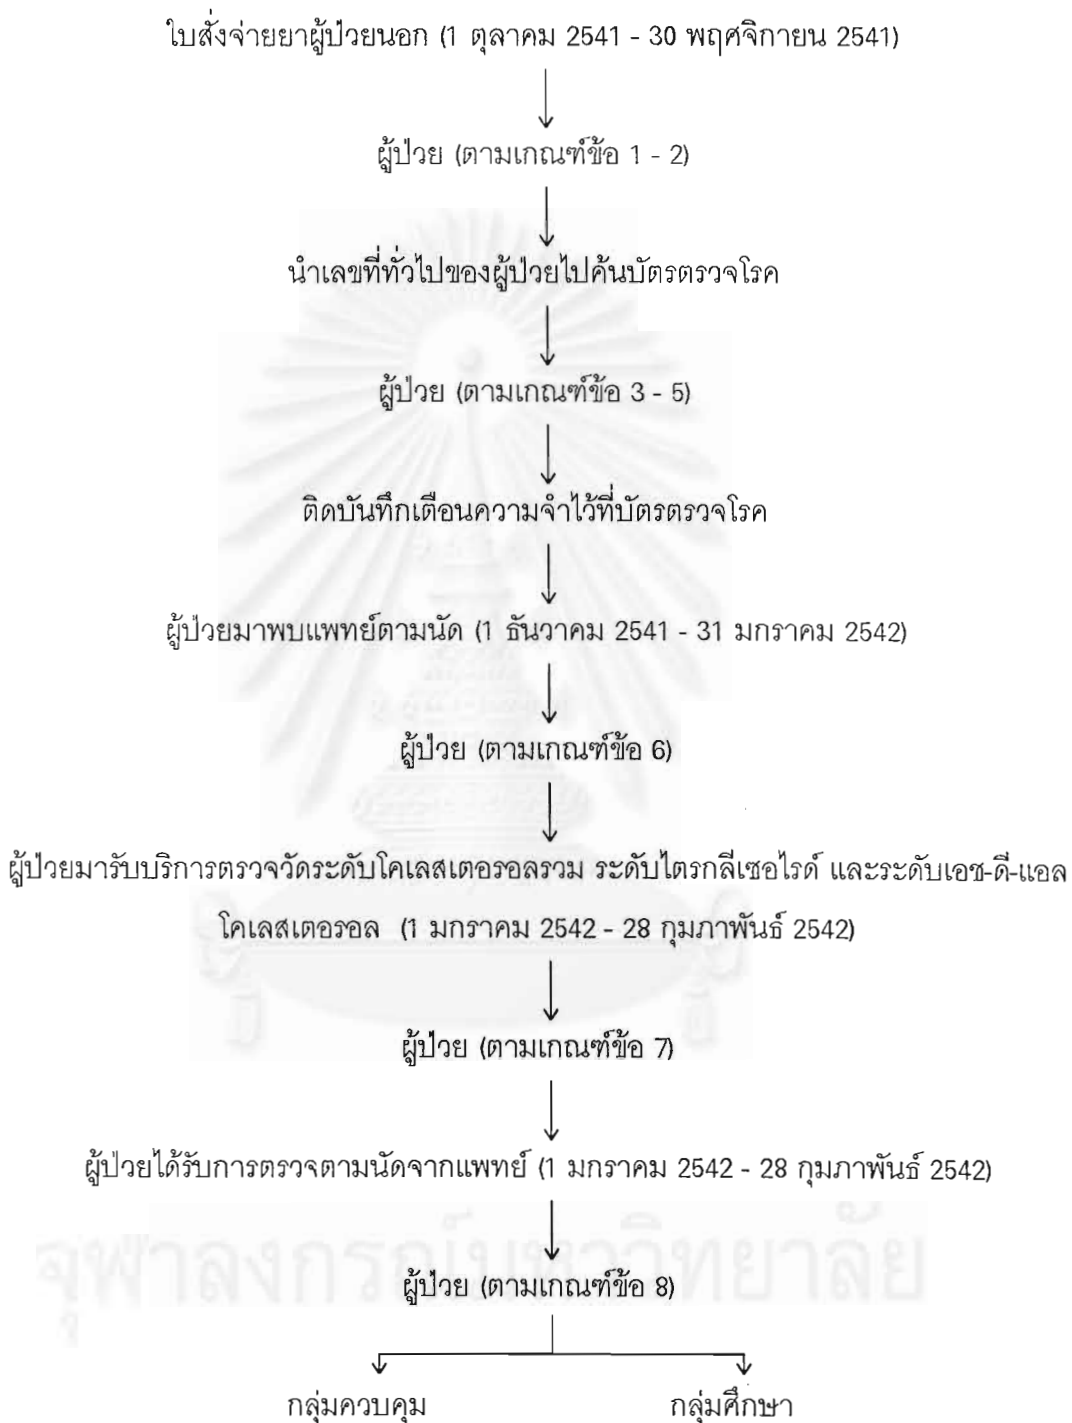 ใบสั่งจ่ายยาผู้ป่วยนอก (1 ตุลาคม 2541 - 30 พฤศจิกายน 2541)
ผู้ป่วย (ตามเกณฑ์ข้อ 1 - 2)
นำเลขที่ทั่วไปของผู้ป่วยไปค้นบัตรตรวจโรค
ผู้ป่วย (ตามเกณฑ์ข้อ 3 - 5)
ติดบันทึกเตือนความจำไว้ที่บัตรตรวจโรค
ผู้ป่วยมาพบแพทย์ตามนัด (1 ธันวาคม 2541 - 31 มกราคม 2542)
ผู้ป่วย (ตามเกณฑ์ข้อ 6)
ผู้ป่วยมารับบริการตรวจวัดระดับโคเลสเตอรอลรวม ระดับไตรกลีเซอไรด์ และระดับเอช-ดี-แอล
โคเลสเตอรอล (1 มกราคม 2542 - 28 กุมภาพันธ์ 2542)
ผู้ป่วย (ตามเกณฑ์ข้อ 7)
ผู้ป่วยได้รับการตรวจตามนัดจากแพทย์ (1 มกราคม 2542 - 28 กุมภาพันธ์ 2542)
จุฬาลงกรณ์มหาวิทยาลัย
ผู้ป่วย (ตามเกณฑ์ข้อ 8)
กลุ่มควบคุม กลุ่มศึกษา